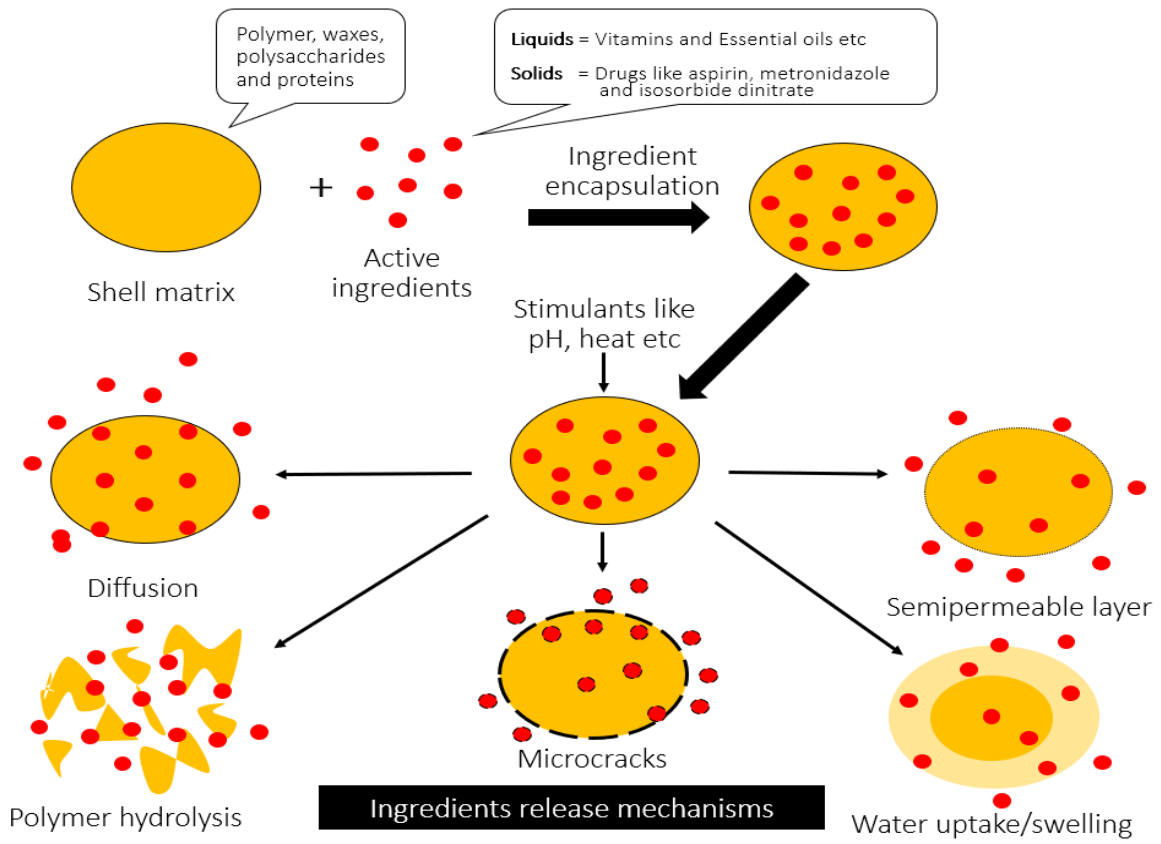 Polymer, waxes,
polysaccharides
and proteins
Liquids = Vitamins and Essential oils etc
Solids = Drugs like aspirin, metronidazole
and isosorbide dinitrate
Ingredient
encapsulation
+
Active
ingredients
Shell matrix
Stimulants like
pH, heat etc
Diffusion
Semipermeable layer
Microcracks
Polymer hydrolysis
Ingredients release mechanisms
Water uptake/swelling